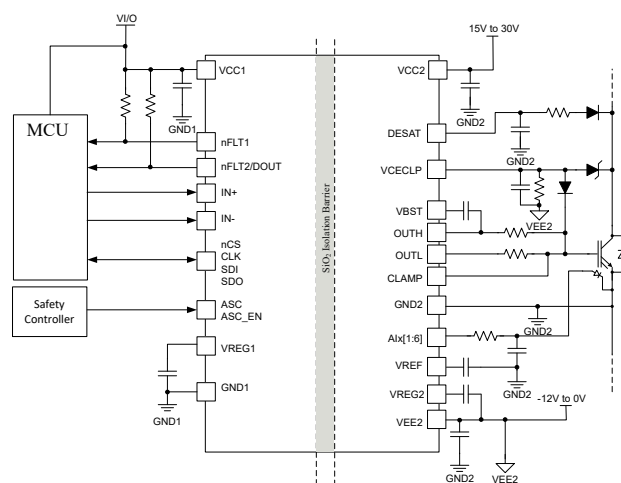 VI/O
15V to 30V
VCC1
VCC2
GND1
GND2
MCU
DESAT
nFLT1
GND2
nFLT2/DOUT
VCECLP
IN+
VBST
VEE2
IN-
OUTH
nCS
CLK
SDI
SDO
OUTL
CLAMP
SiO2 Isolation Barrier
Safety
Controller
ASC
ASC_EN
GND2
GND2
AIx[1:6]
VREG1
VREF
GND2
GND1
VREG2
-12V to 0V
GND1
VEE2
GND2
VEE2